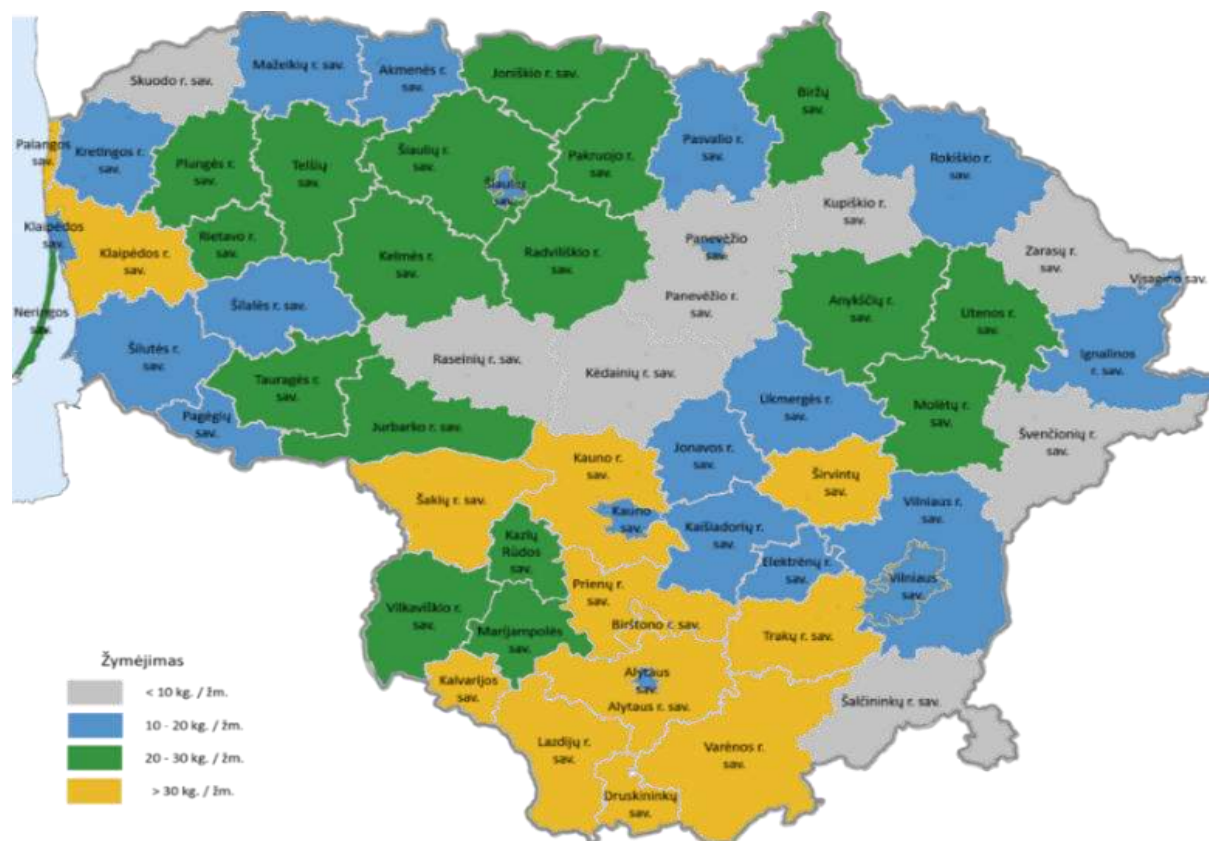 Skuodo r. sav.
Mažeikių r.
sav.
Akmenės r.
sav.
Joniškio r. sav.
Biržų
sav.
Palangos
sav.
Kretingos r.
sav.
Plungės r.
sav.
Telšių
sav.
Šiaulių r.
sav.
Šiaulių
sav.
Pakruojo r.
sav.
Pasvalio r.
sav.
Rokiškio r.
sav.
Kupiškio r.
sav.
Zarasų r.
sav.
Visagino sav.
Klaipėdos
sav.
Klaipėdos r.
sav.
Rietavo r.
sav.
Kelmės r.
sav.
Radviliškio r.
sav.
Panevėžio
sav.
Panevėžio r.
sav.
Anykščių r.
sav.
Utenos r.
sav.
Ignalinos
r. sav.
Neringos
sav.
Šilalės r. sav.
Šilutės r.
sav.
Raseinių r. sav.
Kėdainių r. sav.
Tauragės r.
sav.
Pagėgių
sav.
Jurbarko r. sav.
Ukmergės r.
sav.
Molėtų r.
sav.
Švenčionių r.
sav.
Jonavos r.
sav.
Kauno r.
sav.
Širvintų
sav.
Šakių r. sav.
Kauno
sav.
Kaišiadorių r.
sav.
Vilniaus r.
sav.
Kazlų
Rūdos
sav.
Elektrėnų r.
sav.
Vilniaus
sav.
Prienų r.
sav.
Vilkaviškio r.
sav.
Marijampolės
sav.
Birštono r. sav.
Trakų r. sav.
Kalvarijos
sav.
Alytaus
sav.
Alytaus r. sav.
Šalčininkų r. sav.
Lazdijų r.
sav.
Varėnos r.
sav.
Druskininkų
sav.
Žymėjimas
< 10 kg. / žm.
10 - 20 kg. / žm.
20 - 30 kg. / žm.
> 30 kg. / žm.